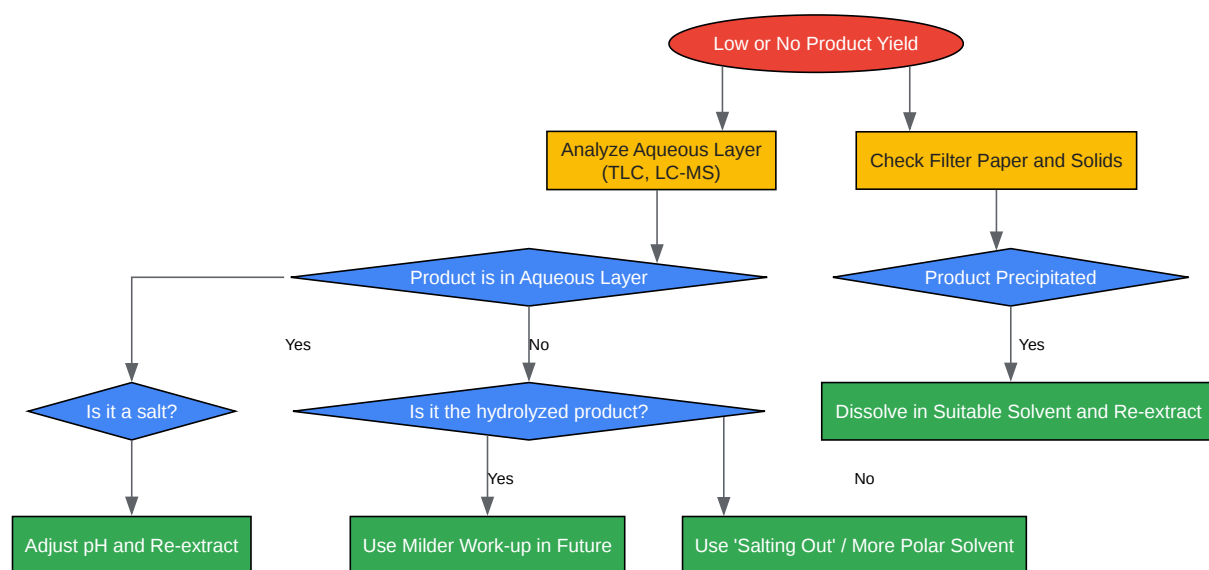 Low or No Product Yield
Analyze Aqueous Layer
(TLC, LC-MS)
Check Filter Paper and Solids
Product is in Aqueous Layer
Product Precipitated
Yes
No
Yes
Is it a salt?
Is it the hydrolyzed product?
Dissolve in Suitable Solvent and Re-extract
Yes
No
Adjust pH and Re-extract
Use Milder Work-up in Future
Use 'Salting Out' / More Polar Solvent